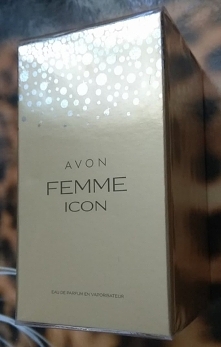 AVON
FEMME
ICON
EAU DE PARFUM EN VAPORISATEUR